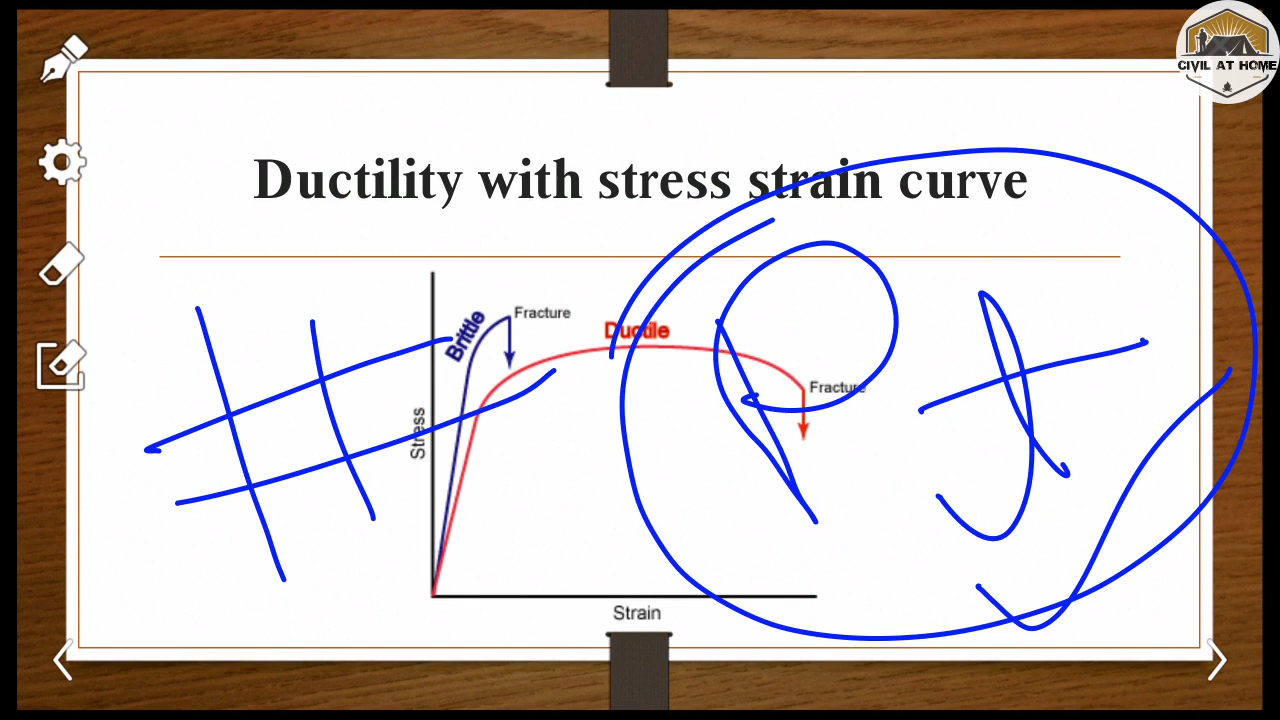 CIVIL AT HOME
Ductility with stress strain curve
Brittle
Fracture
Ductile
Fracture
Stress
Strain
#